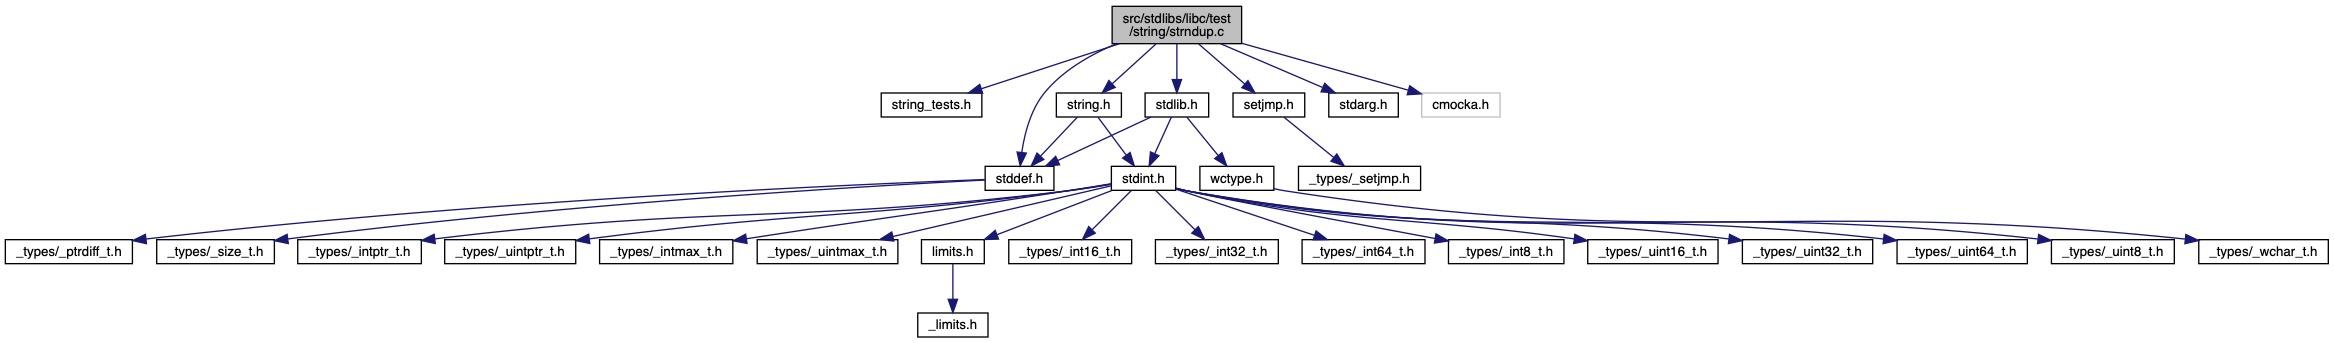 src/stdlibs/libc/test
/string/strndup.c
string_tests.h
string.h
stdlib.h
setjmp.h
stdarg.h
cmocka.h
stddef.h
stdint.h
wctype.h
_types/_setjmp.h
_types/_ptrdiff_t.h
_types/_size_t.h
_types/_intptr_t.h
_types/_uintptr_t.h
_types/_intmax_t.h
_types/_uintmax_t.h
limits.h
_types/_int16_t.h
_types/_int32_t.h
_types/_int64_t.h
_types/_int8_t.h
_types/_uint16_t.h
_types/_uint32_t.h
_types/_uint64_t.h
_types/_uint8_t.h
_types/_wchar_t.h
_limits.h